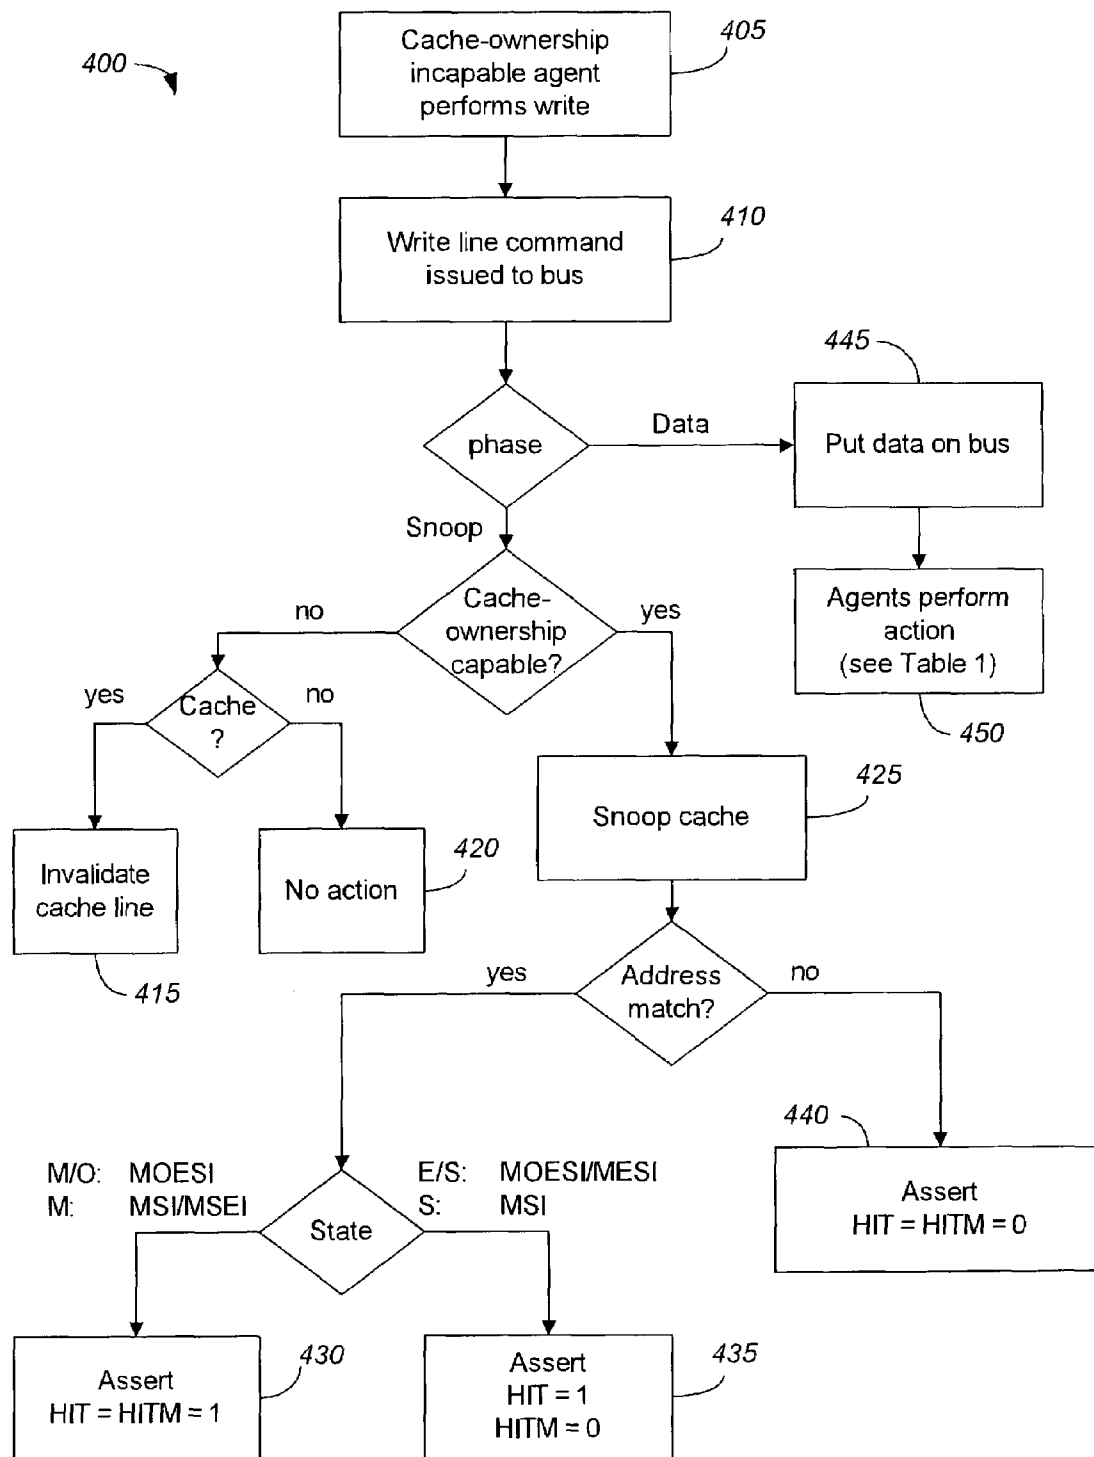 400
Cache-ownership
incapable agent
performs write
405
Write line command
issued to bus
410
phase
Data
445
Put data on bus
Snoop
Cache-
ownership
capable?
no
yes
Agents perform
action
(see Table 1)
450
Cache
?
yes
no
Invalidate
cache line
415
No action
420
Snoop cache
425
Address
match?
yes
no
440
Assert
HIT = HITM = 0
M/O: MOESI
M: MSI/MSEI
E/S: MOESI/MESI
S: MSI
State
Assert
HIT = HITM = 1
430
Assert
HIT = 1
HITM = 0
435